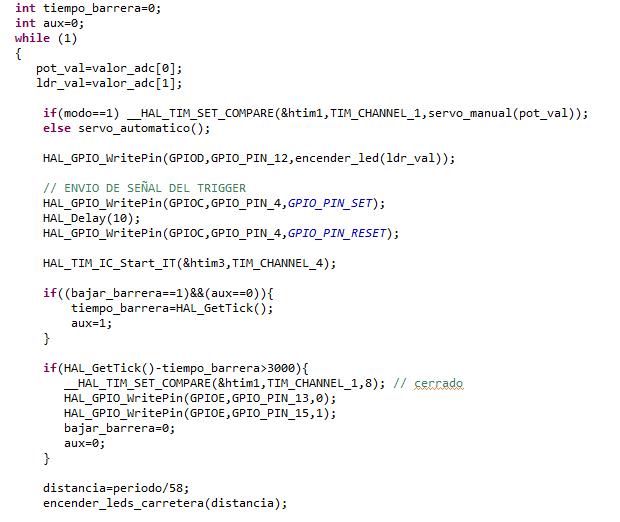 int tiempo_barrera=0;
int aux=0;
while (1)
{
pot_val=valor_adc[0];
ldr_val=valor_adc[1];
if(modo==1) __HAL_TIM_SET_COMPARE(&htim1,TIM_CHANNEL_1,servo_manual(pot_val));
else servo_automatico();
HAL_GPIO_WritePin(GPIOD,GPIO_PIN_12,encender_led(ldr_val));
// ENVIO DE SEÑAL DEL TRIGGER
HAL_GPIO_WritePin(GPIOC,GPIO_PIN_4,GPIO_PIN_SET);
HAL_Delay(10);
HAL_GPIO_WritePin(GPIOC,GPIO_PIN_4,GPIO_PIN_RESET);
HAL_TIM_IC_Start_IT(&htim3,TIM_CHANNEL_4);
if((bajar_barrera==1)&&(aux==0)){
tiempo_barrera=HAL_GetTick();
aux=1;
}
if(HAL_GetTick()-tiempo_barrera>3000){
__HAL_TIM_SET_COMPARE(&htim1,TIM_CHANNEL_1,8); // cerrado
HAL_GPIO_WritePin(GPIOE,GPIO_PIN_13,0);
HAL_GPIO_WritePin(GPIOE,GPIO_PIN_15,1);
bajar_barrera=0;
aux=0;
}
distancia=periodo/58;
encender_leds_carretera(distancia);